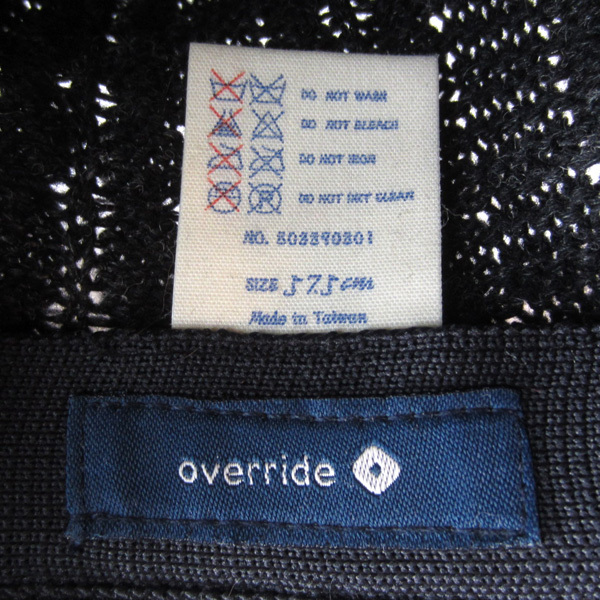 DO NOT WASH
DO NOT BLEACH
DO NOT IRON
DO NOT DRY CLEAN
NO. 803390301
SIZE 57.5cm
Made in Taiwan
override